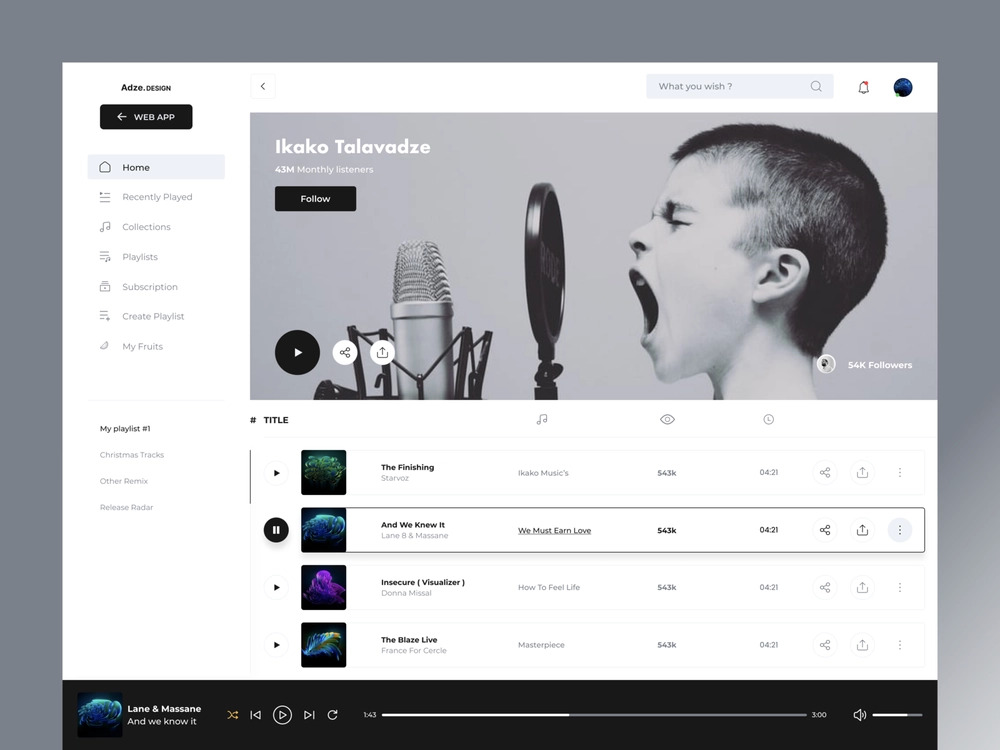 Adze.DESIGN
WEB APP
What you wish ?
Home
Recently Played
Collections
Playlists
Subscription
Create Playlist
My Fruits
My playlist #1
Christmas Tracks
Other Remix
Release Radar
Ikako Talavadze
43M Monthly listeners
Follow
54K Followers
# TITLE
The Finishing
Starvoz
Ikako Music's
543k
04:21
And We Knew It
Lane 8 & Massane
We Must Earn Love
543k
04:21
Insecure ( Visualizer )
Donna Missal
How To Feel Life
543k
04:21
The Blaze Live
France For Cercle
Masterpiece
543k
04:21
Lane & Massane
And we know it
1:43
3:00